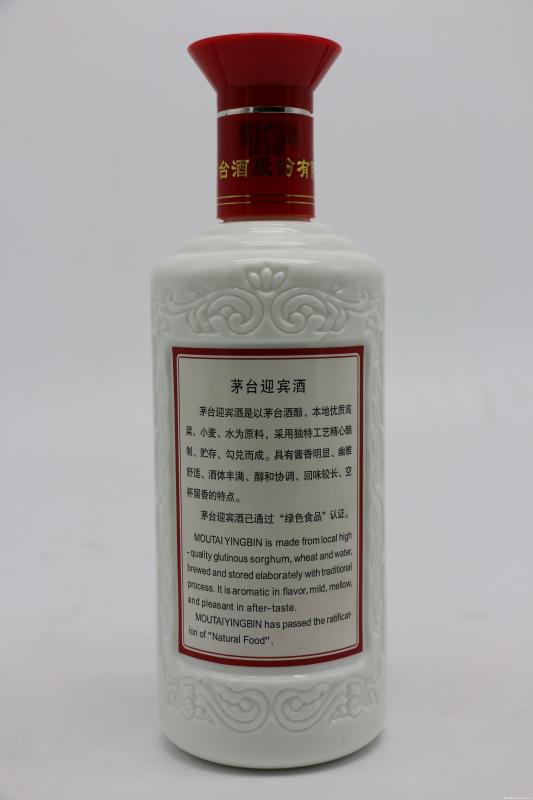 台酒股份有限
茅台迎宾酒
茅台迎宾酒是以茅台酒醅、本地优质高
粱、小麦、水为原料，采用独特工艺精心酿
制、贮存、勾兑而成。具有酱香明显、幽雅
舒适、酒体丰满、醇和协调、回味较长、空
杯留香的特点。
茅台迎宾酒已通过“绿色食品”认证。
MOUTAI YINGBIN is made from local high
-quality glutinous sorghum, wheat and water,
brewed and stored elaborately with traditional
process. It is aromatic in flavor, mild, mellow,
and pleasant in after-taste.
MOUTAI YINGBIN has passed the ratificat-
ion of "Natural Food".